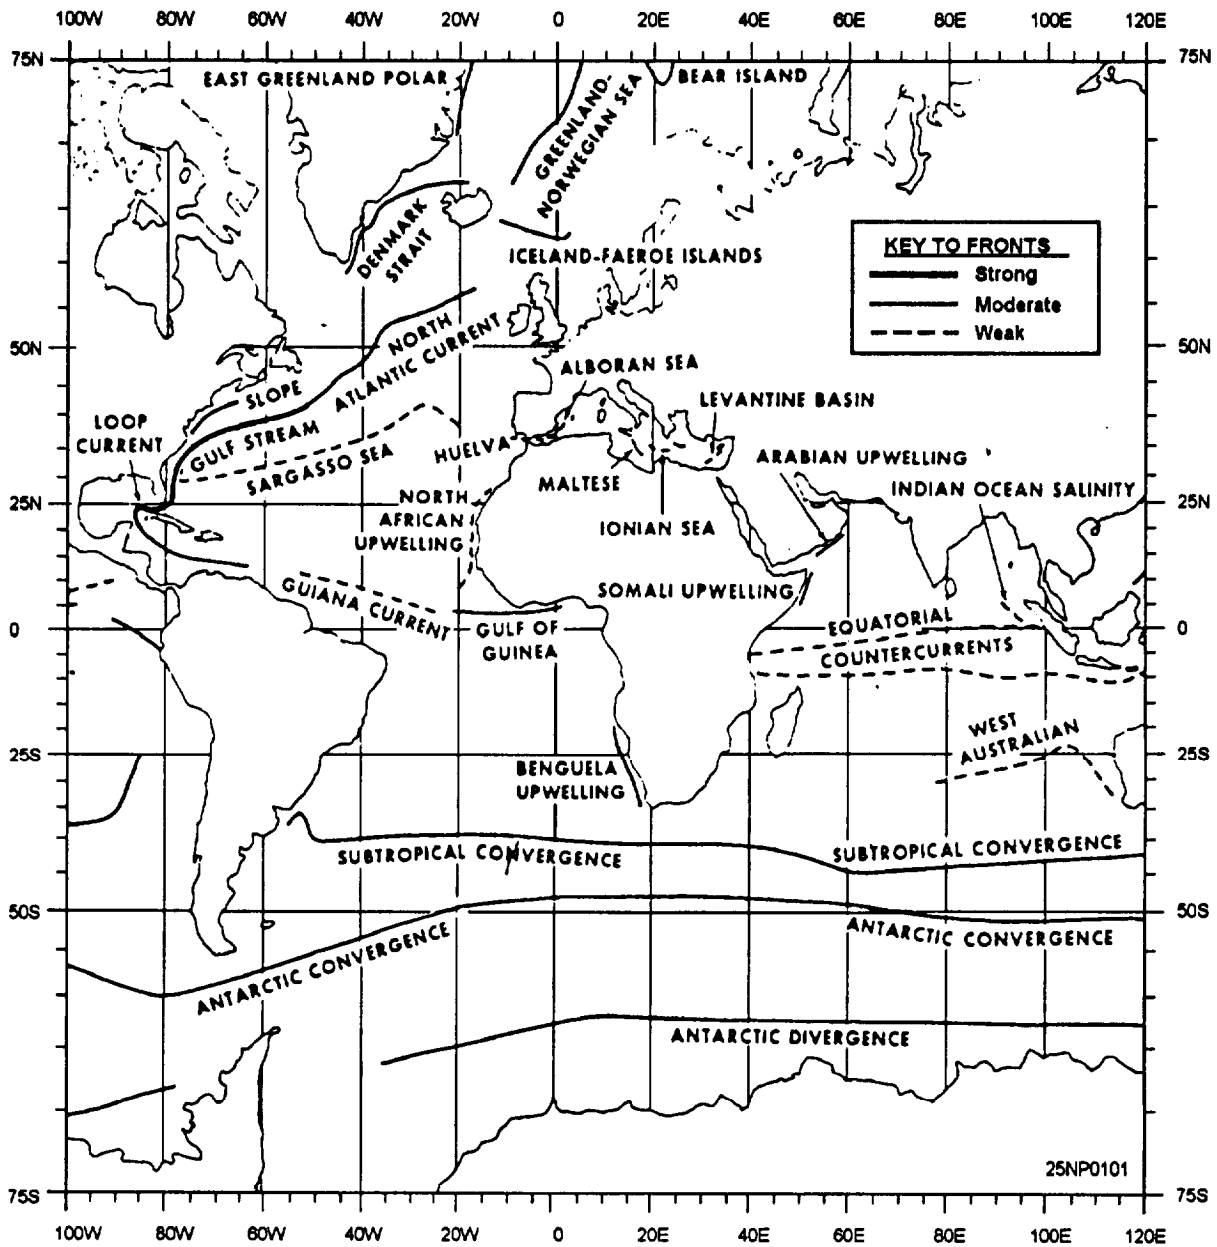 100W 80W 60W 40W 20W 0 20E 40E 60E 80E 100E 120E
75N 75N
EAST GREENLAND POLAR
BEAR ISLAND
GREENLAND-
NORWEGIAN SEA
DENMARK
STRAIT
ICELAND-FAEROE ISLANDS
KEY TO FRONTS
Strong
Moderate
Weak
50N 50N
NORTH
ATLANTIC CURRENT
ALBORAN SEA
SLOPE
LEVANTINE BASIN
LOOP
CURRENT
GULF STREAM
SARGASSO SEA
HUELVA
MALTESE
ARABIAN UPWELLING
INDIAN OCEAN SALINITY
25N 25N
NORTH
AFRICAN
UPWELLING
IONIAN SEA
SOMALI UPWELLING
GUIANA CURRENT
GULF OF
GUINEA
EQUATORIAL
COUNTERCURRENTS
0 0
WEST
AUSTRALIAN
25S 25S
BENGUELA
UPWELLING
SUBTROPICAL CONVERGENCE
SUBTROPICAL CONVERGENCE
50S 50S
ANTARCTIC CONVERGENCE
ANTARCTIC CONVERGENCE
ANTARCTIC DIVERGENCE
25NP0101
75S 75S
100W 80W 60W 40W 20W 0 20E 40E 60E 80E 100E 120E